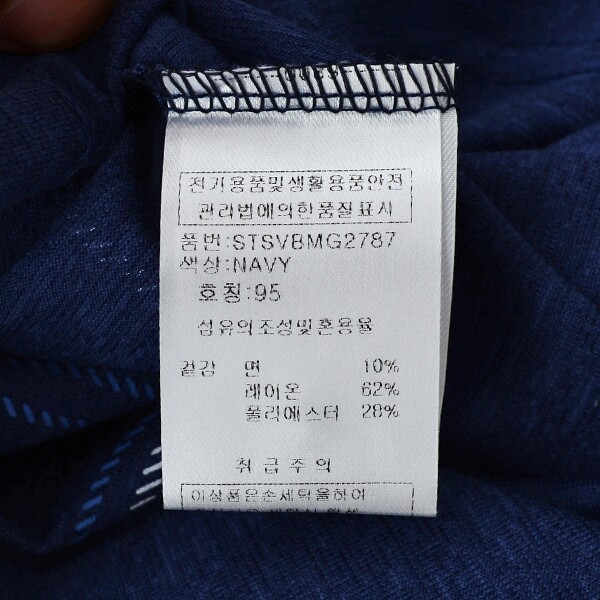 전기용품및생활용품안전
관리법에의한품질표시
품번:STSVBMG2787
색상:NAVY
호칭:95
섬유의조성및혼용율
겉감 면 10%
레이온 62%
폴리에스터 28%
취급주의
이상품은손세탁을하여